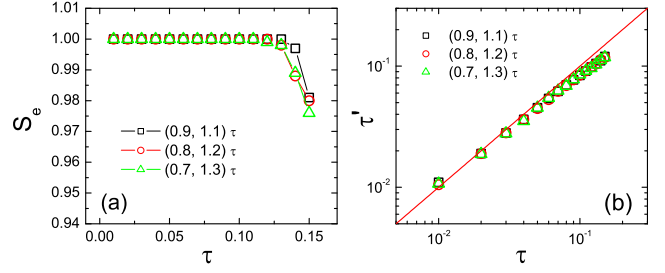 1.00
0.99
0.98
0.97
0.96
0.95
0.94
S_e
(0.9, 1.1) τ
(0.8, 1.2) τ
(0.7, 1.3) τ
(a)
0.00 0.05 0.10 0.15
τ
10⁻¹
10⁻²
τ'
(0.9, 1.1) τ
(0.8, 1.2) τ
(0.7, 1.3) τ
(b)
10⁻² 10⁻¹
τ